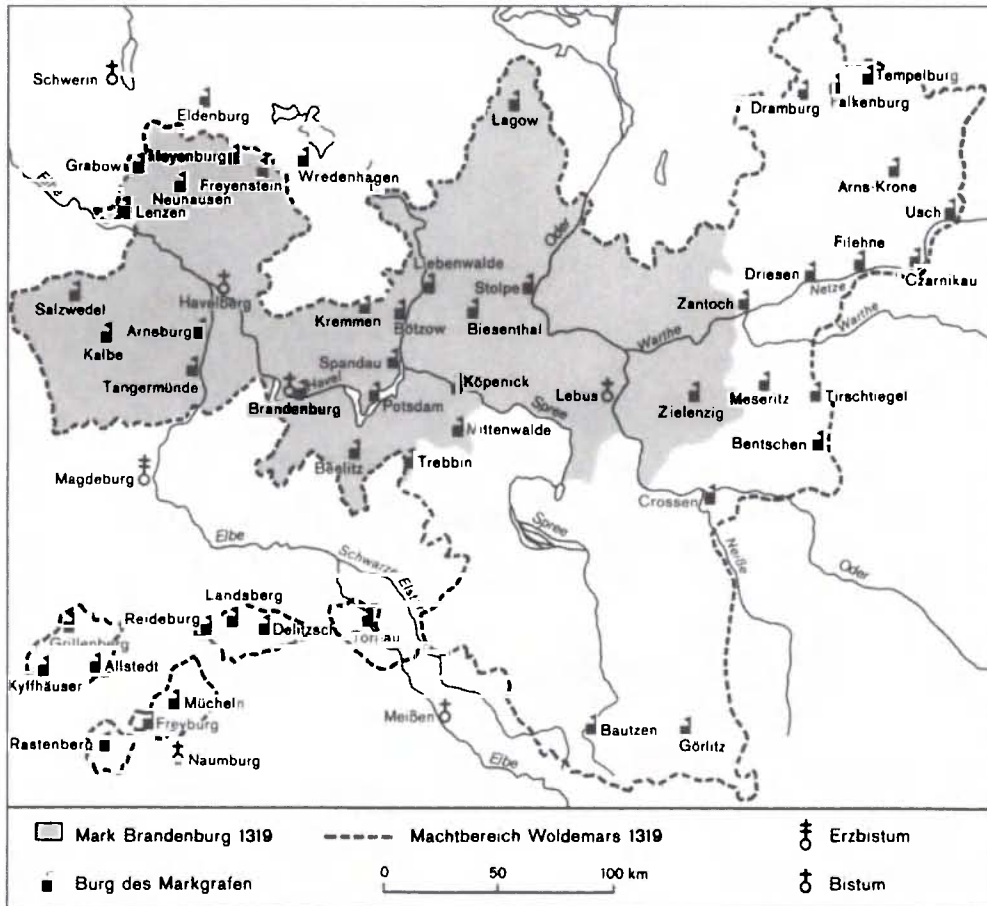 Schwerin
Eldenburg
Lagow
Tempelburg
Dramburg
Falkenburg
Grabow
Meyenburg
Wredenhagen
Freyenstein
Neuhausen
Lenzen
Arns-Krone
Usch
Oder
Filehne
Liebenwalde
Driesen
Czarnikau
Netze
Havelberg
Stolpe
Salzwedel
Zantoch
Kremmen
Bötzow
Biesenthal
Warthe
Warthe
Arneburg
Kalbe
Spandau
Tangermünde
Havel
Köpenick
Lebus
Meseritz
Brandenburg
Potsdam
Spree
Zielenzig
Tirschtiegel
Mittenwalde
Bentschen
Beelitz
Trebbin
Magdeburg
Crossen
Elbe
Spree
Schwarze
Elster
Neiße
Oder
Landsberg
Reideburg
Delitzsch
Torgau
Grillenberg
Allstedt
Kyffhäuser
Mücheln
Freyburg
Meißen
Bautzen
Görlitz
Rastenberg
Naumburg
Elbe
Mark Brandenburg 1319
Machtbereich Woldemars 1319
Erzbistum
Burg des Markgrafen
0 50 100 km
Bistum